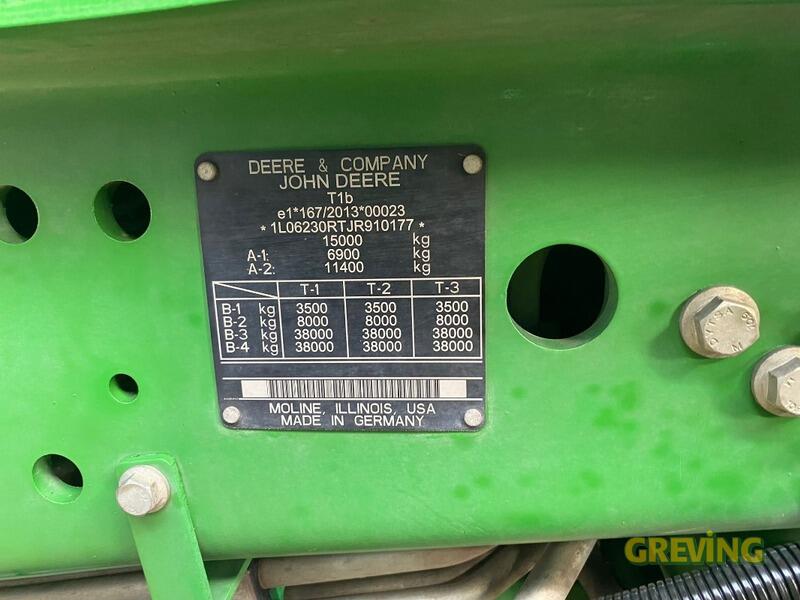 DEERE & COMPANY
JOHN DEERE
T1b
e1*167/2013*00023
*1L06230RTJR910177*
15000 kg
A-1: 6900 kg
A-2: 11400 kg
T-1 T-2 T-3
B-1 kg 3500 3500 3500
B-2 kg 8000 8000 8000
B-3 kg 38000 38000 38000
B-4 kg 38000 38000 38000
MOLINE, ILLINOIS, USA
MADE IN GERMANY
GREVING